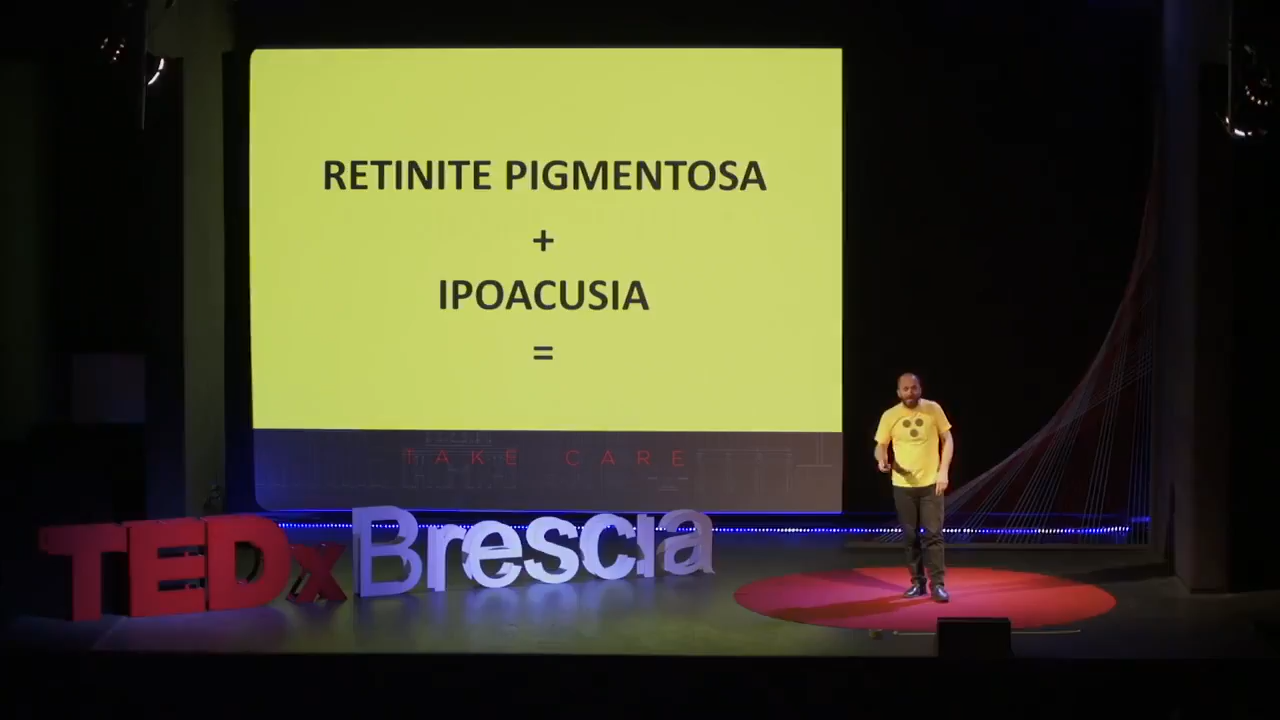 RETINITE PIGMENTOSA
+
IPOACUSIA
=
TAKE CARE
TEDxBrescia